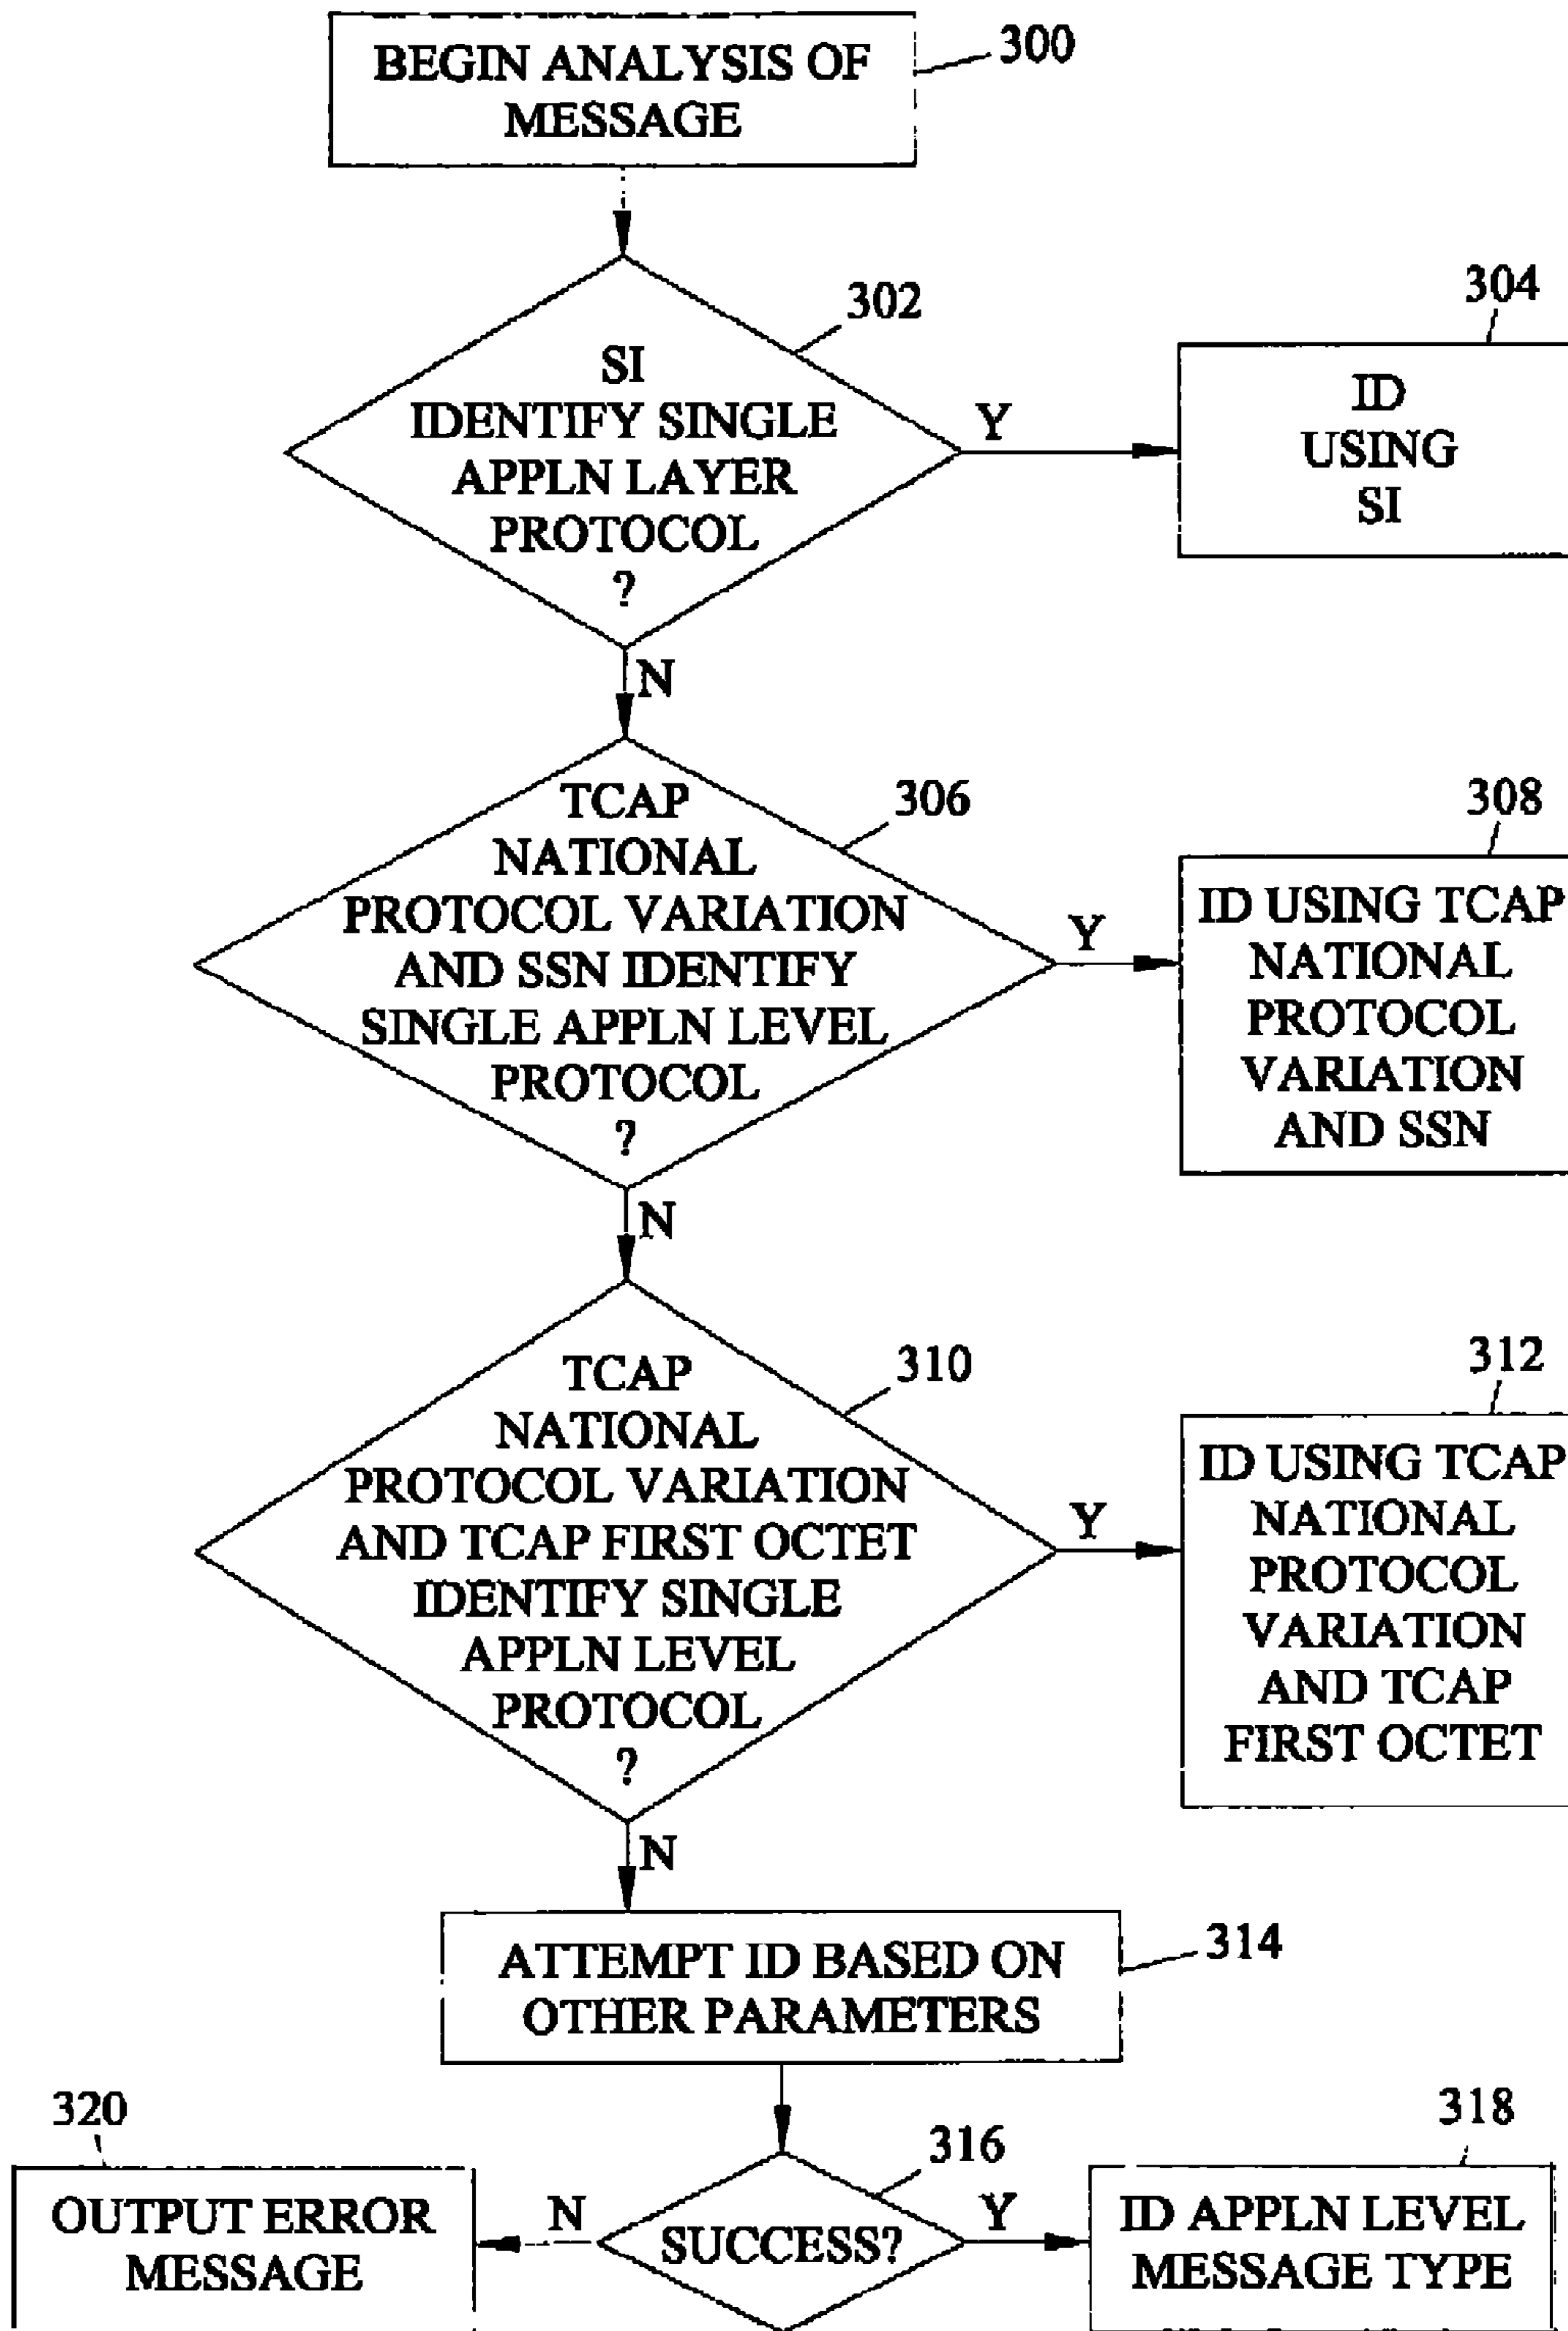 BEGIN ANALYSIS OF
MESSAGE
300
302
SI
IDENTIFY SINGLE
APPLN LAYER
PROTOCOL
?
Y
304
ID
USING
SI
N
306
TCAP
NATIONAL
PROTOCOL VARIATION
AND SSN IDENTIFY
SINGLE APPLN LEVEL
PROTOCOL
?
Y
308
ID USING TCAP
NATIONAL
PROTOCOL
VARIATION
AND SSN
N
310
TCAP
NATIONAL
PROTOCOL VARIATION
AND TCAP FIRST OCTET
IDENTIFY SINGLE
APPLN LEVEL
PROTOCOL
?
Y
312
ID USING TCAP
NATIONAL
PROTOCOL
VARIATION
AND TCAP
FIRST OCTET
N
ATTEMPT ID BASED ON
OTHER PARAMETERS
314
320
OUTPUT ERROR
MESSAGE
N
316
SUCCESS?
Y
318
ID APPLN LEVEL
MESSAGE TYPE